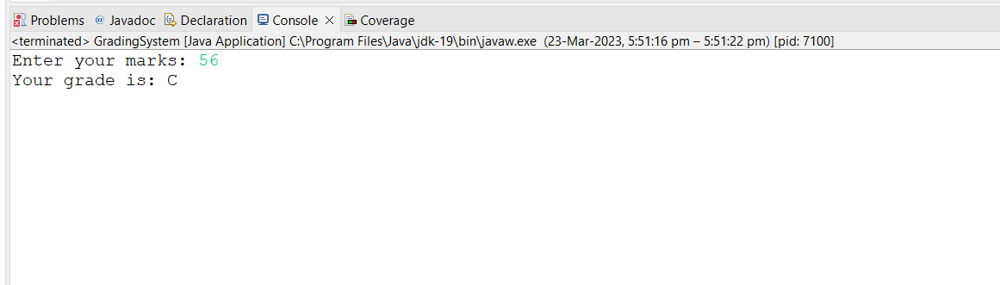 Problems @ Javadoc Declaration Console Coverage
<terminated> GradingSystem [Java Application] C:\Program Files\Java\jdk-19\bin\javaw.exe (23-Mar-2023, 5:51:16 pm – 5:51:22 pm) [pid: 7100]
Enter your marks: 56
Your grade is: C